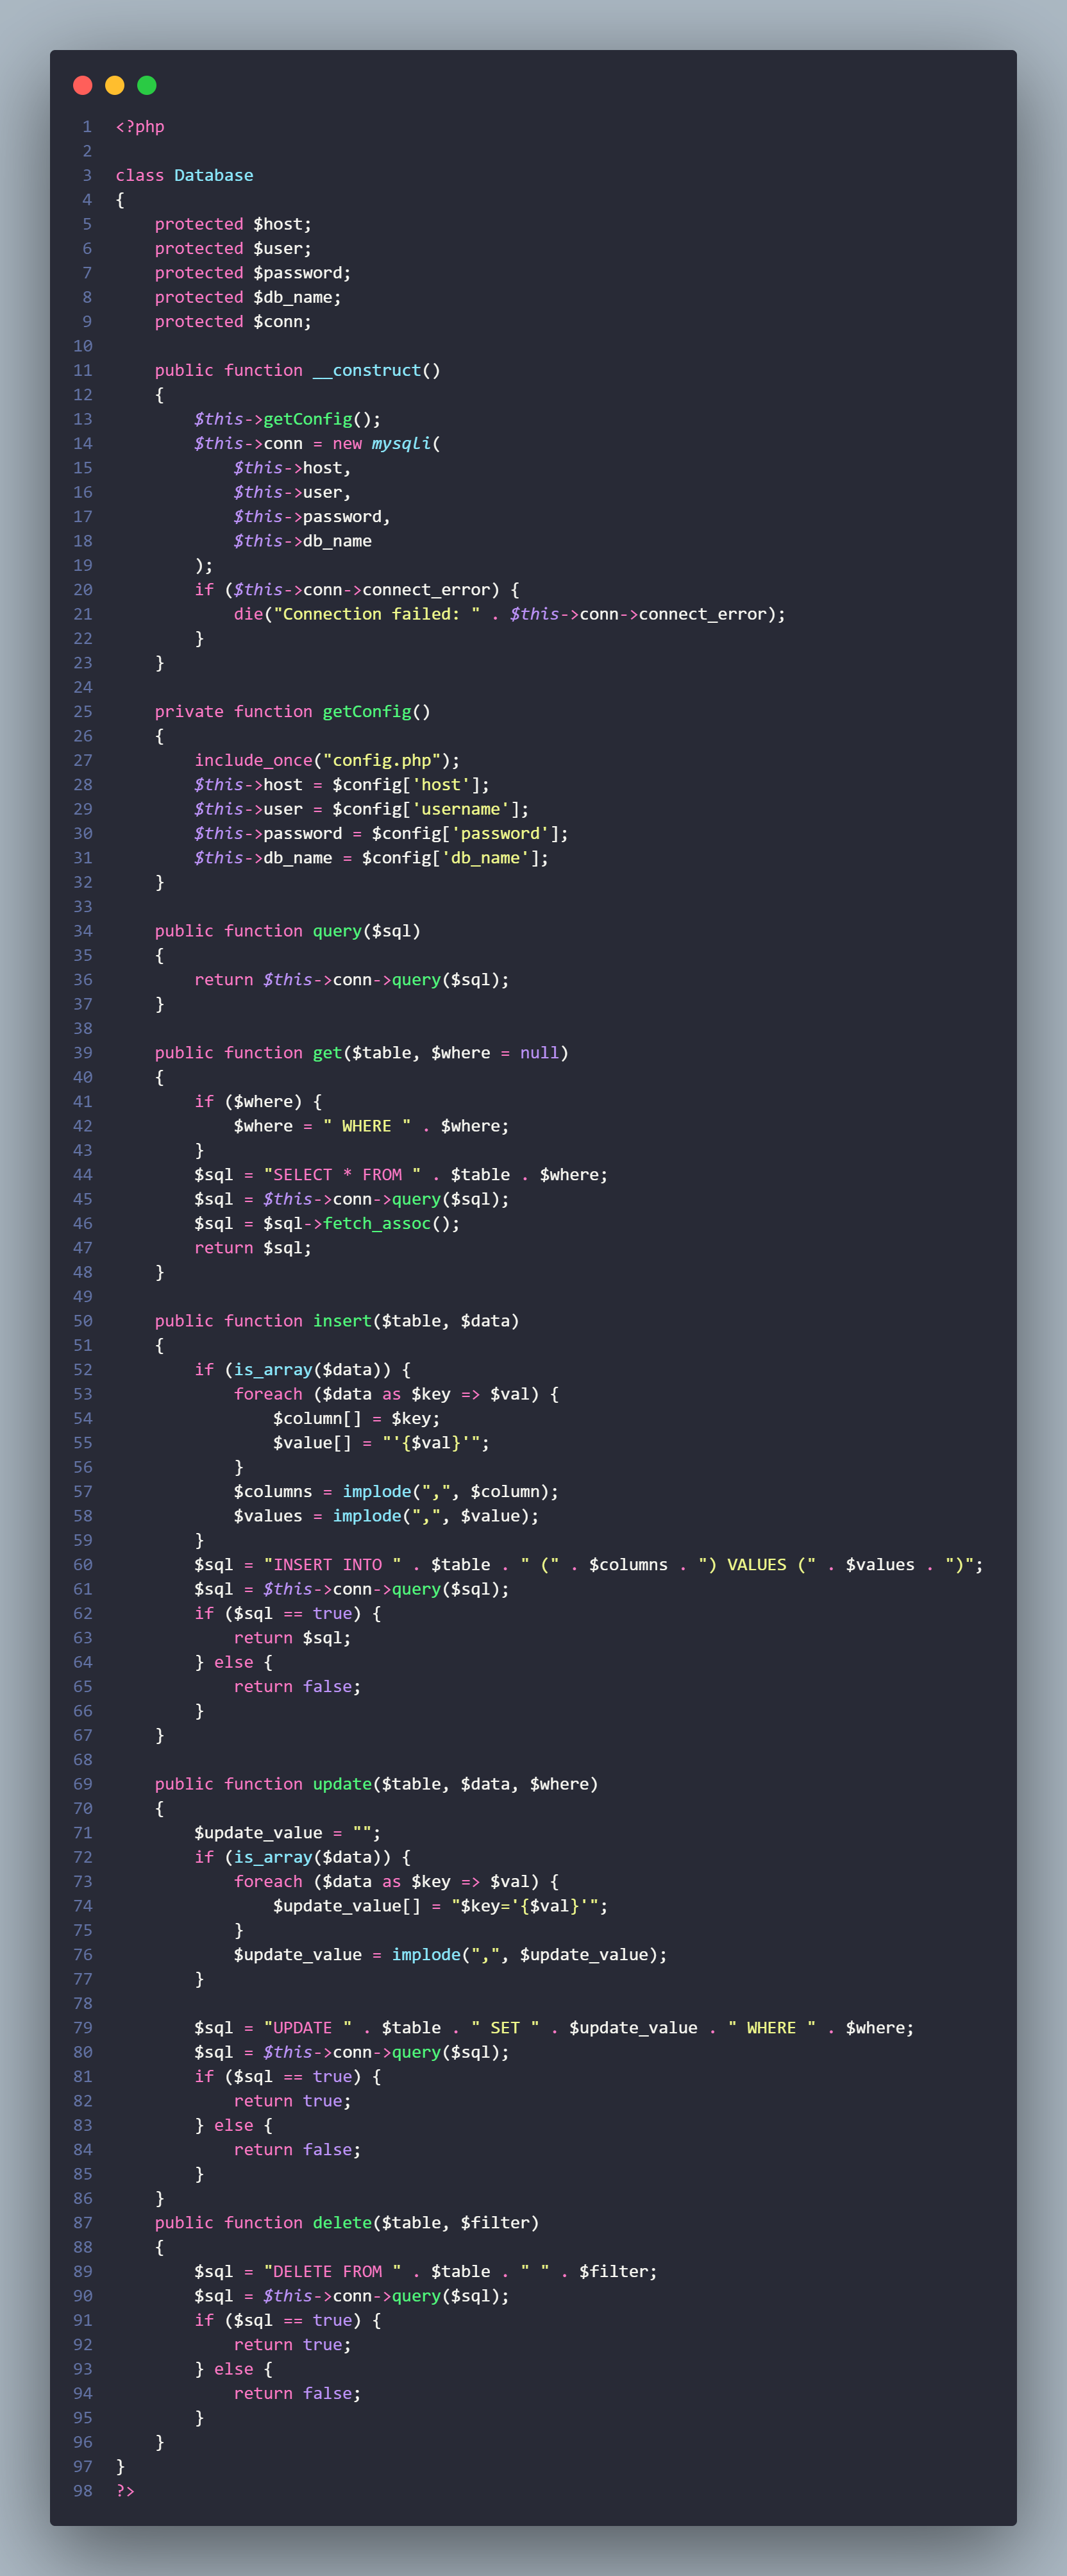 1 <?php
2
3 class Database
4 {
5     protected $host;
6     protected $user;
7     protected $password;
8     protected $db_name;
9     protected $conn;
10
11     public function __construct()
12     {
13         $this->getConfig();
14         $this->conn = new mysqli(
15             $this->host,
16             $this->user,
17             $this->password,
18             $this->db_name
19         );
20         if ($this->conn->connect_error) {
21             die("Connection failed: " . $this->conn->connect_error);
22         }
23     }
24
25     private function getConfig()
26     {
27         include_once("config.php");
28         $this->host = $config['host'];
29         $this->user = $config['username'];
30         $this->password = $config['password'];
31         $this->db_name = $config['db_name'];
32     }
33
34     public function query($sql)
35     {
36         return $this->conn->query($sql);
37     }
38
39     public function get($table, $where = null)
40     {
41         if ($where) {
42             $where = " WHERE " . $where;
43         }
44         $sql = "SELECT * FROM " . $table . $where;
45         $sql = $this->conn->query($sql);
46         $sql = $sql->fetch_assoc();
47         return $sql;
48     }
49
50     public function insert($table, $data)
51     {
52         if (is_array($data)) {
53             foreach ($data as $key => $val) {
54                 $column[] = $key;
55                 $value[] = "'{$val}'";
56             }
57             $columns = implode(",", $column);
58             $values = implode(",", $value);
59         }
60         $sql = "INSERT INTO " . $table . " (" . $columns . ") VALUES (" . $values . ")";
61         $sql = $this->conn->query($sql);
62         if ($sql == true) {
63             return $sql;
64         } else {
65             return false;
66         }
67     }
68
69     public function update($table, $data, $where)
70     {
71         $update_value = "";
72         if (is_array($data)) {
73             foreach ($data as $key => $val) {
74                 $update_value[] = "$key='{$val}'";
75             }
76             $update_value = implode(",", $update_value);
77         }
78
79         $sql = "UPDATE " . $table . " SET " . $update_value . " WHERE " . $where;
80         $sql = $this->conn->query($sql);
81         if ($sql == true) {
82             return true;
83         } else {
84             return false;
85         }
86     }
87     public function delete($table, $filter)
88     {
89         $sql = "DELETE FROM " . $table . " " . $filter;
90         $sql = $this->conn->query($sql);
91         if ($sql == true) {
92             return true;
93         } else {
94             return false;
95         }
96     }
97 }
98 ?>